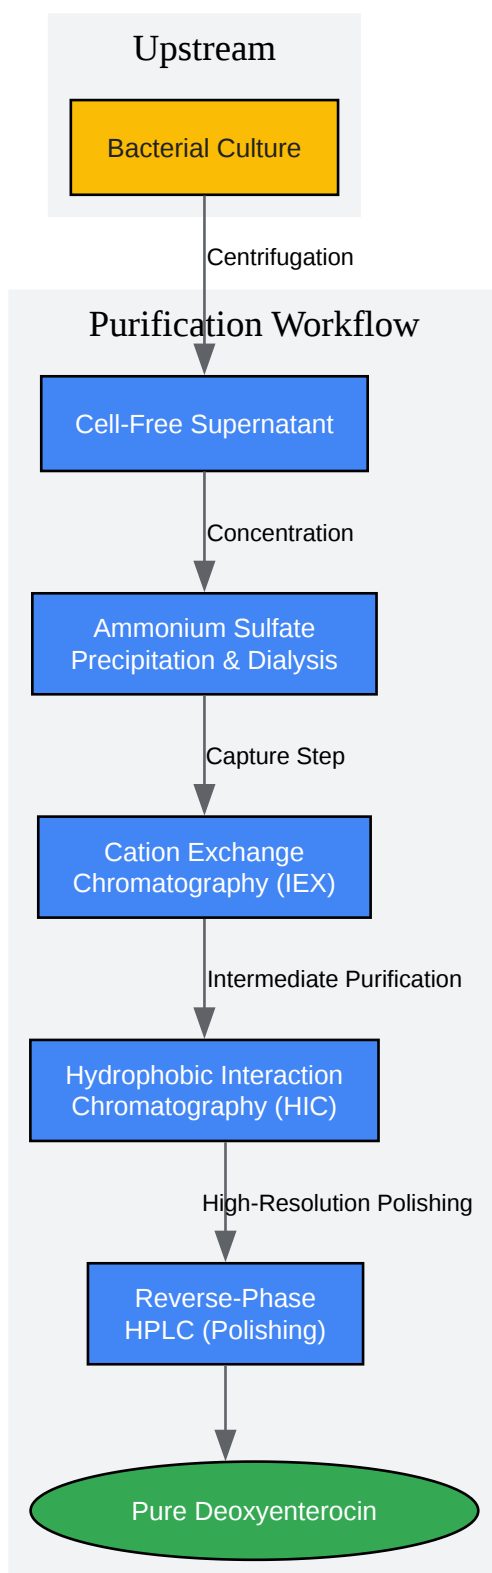 Upstream
Bacterial Culture
Centrifugation
Purification Workflow
Cell-Free Supernatant
Concentration
Ammonium Sulfate
Precipitation & Dialysis
Capture Step
Cation Exchange
Chromatography (IEX)
Intermediate Purification
Hydrophobic Interaction
Chromatography (HIC)
High-Resolution Polishing
Reverse-Phase
HPLC (Polishing)
Pure Deoxyenterocin